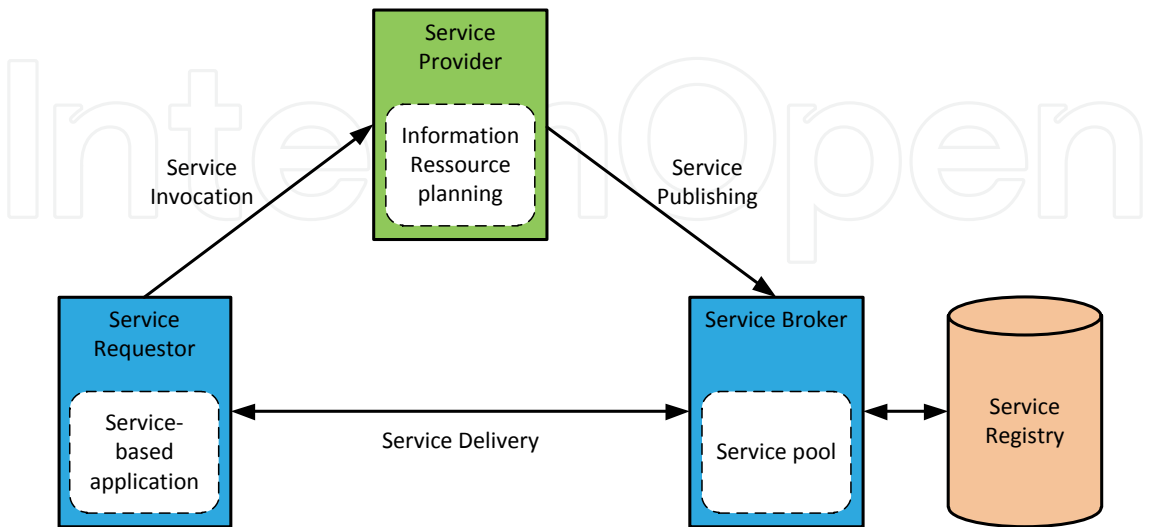 Service
Provider
Information
Ressource
planning
Service
Invocation
Service
Publishing
InternOpen
Service
Requestor
Service-
based
application
Service Delivery
Service Broker
Service pool
Service
Registry